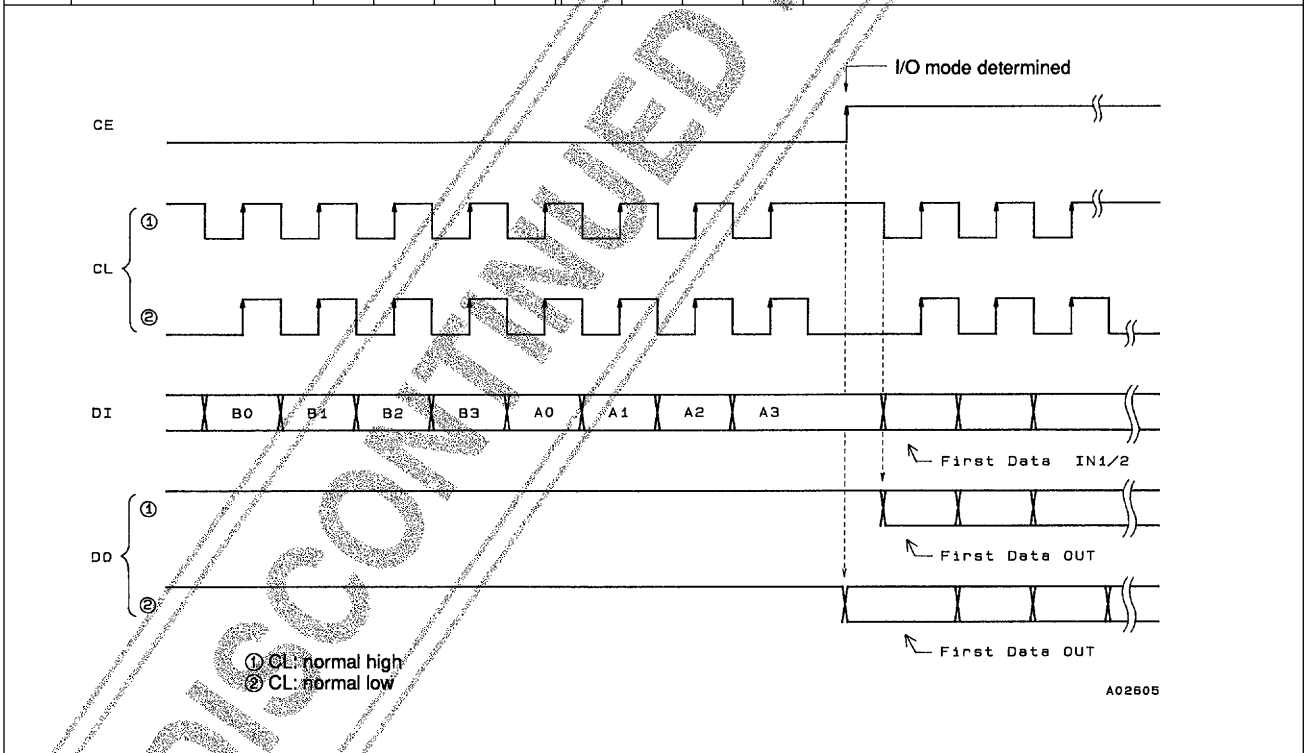 I/O mode determined
CE
①
CL
②
DI B0 B1 B2 B3 A0 A1 A2 A3
First Data IN1/2
①
DO
First Data OUT
②
First Data OUT
① CL: normal high
② CL: normal low
A02605
DISCONTINUED